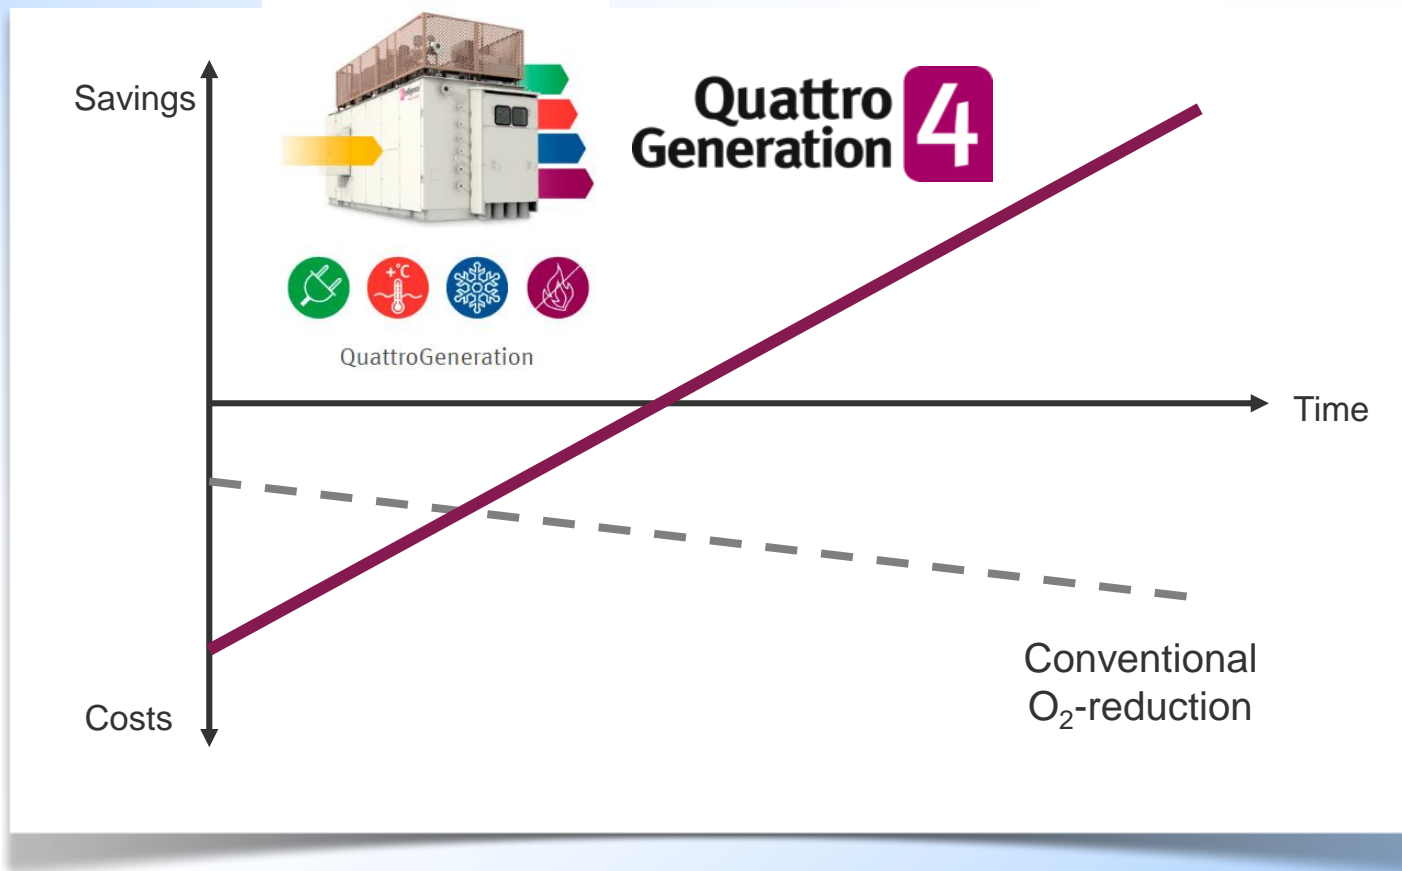 Savings
Quattro
Generation
4
+°C
QuattroGeneration
Time
Conventional
O₂-reduction
Costs